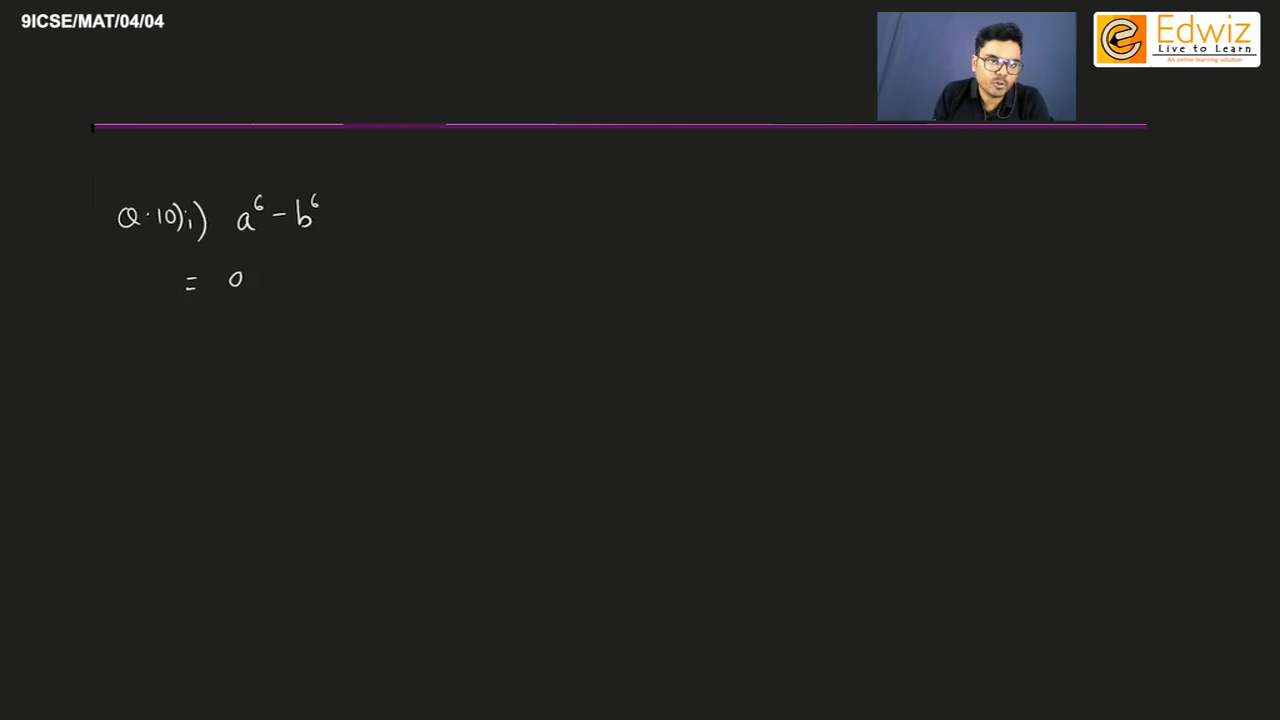 9ICSE/MAT/04/04
Edwiz
Live to Learn
An online learning solution
Q.10)i) a⁶ - b⁶
=